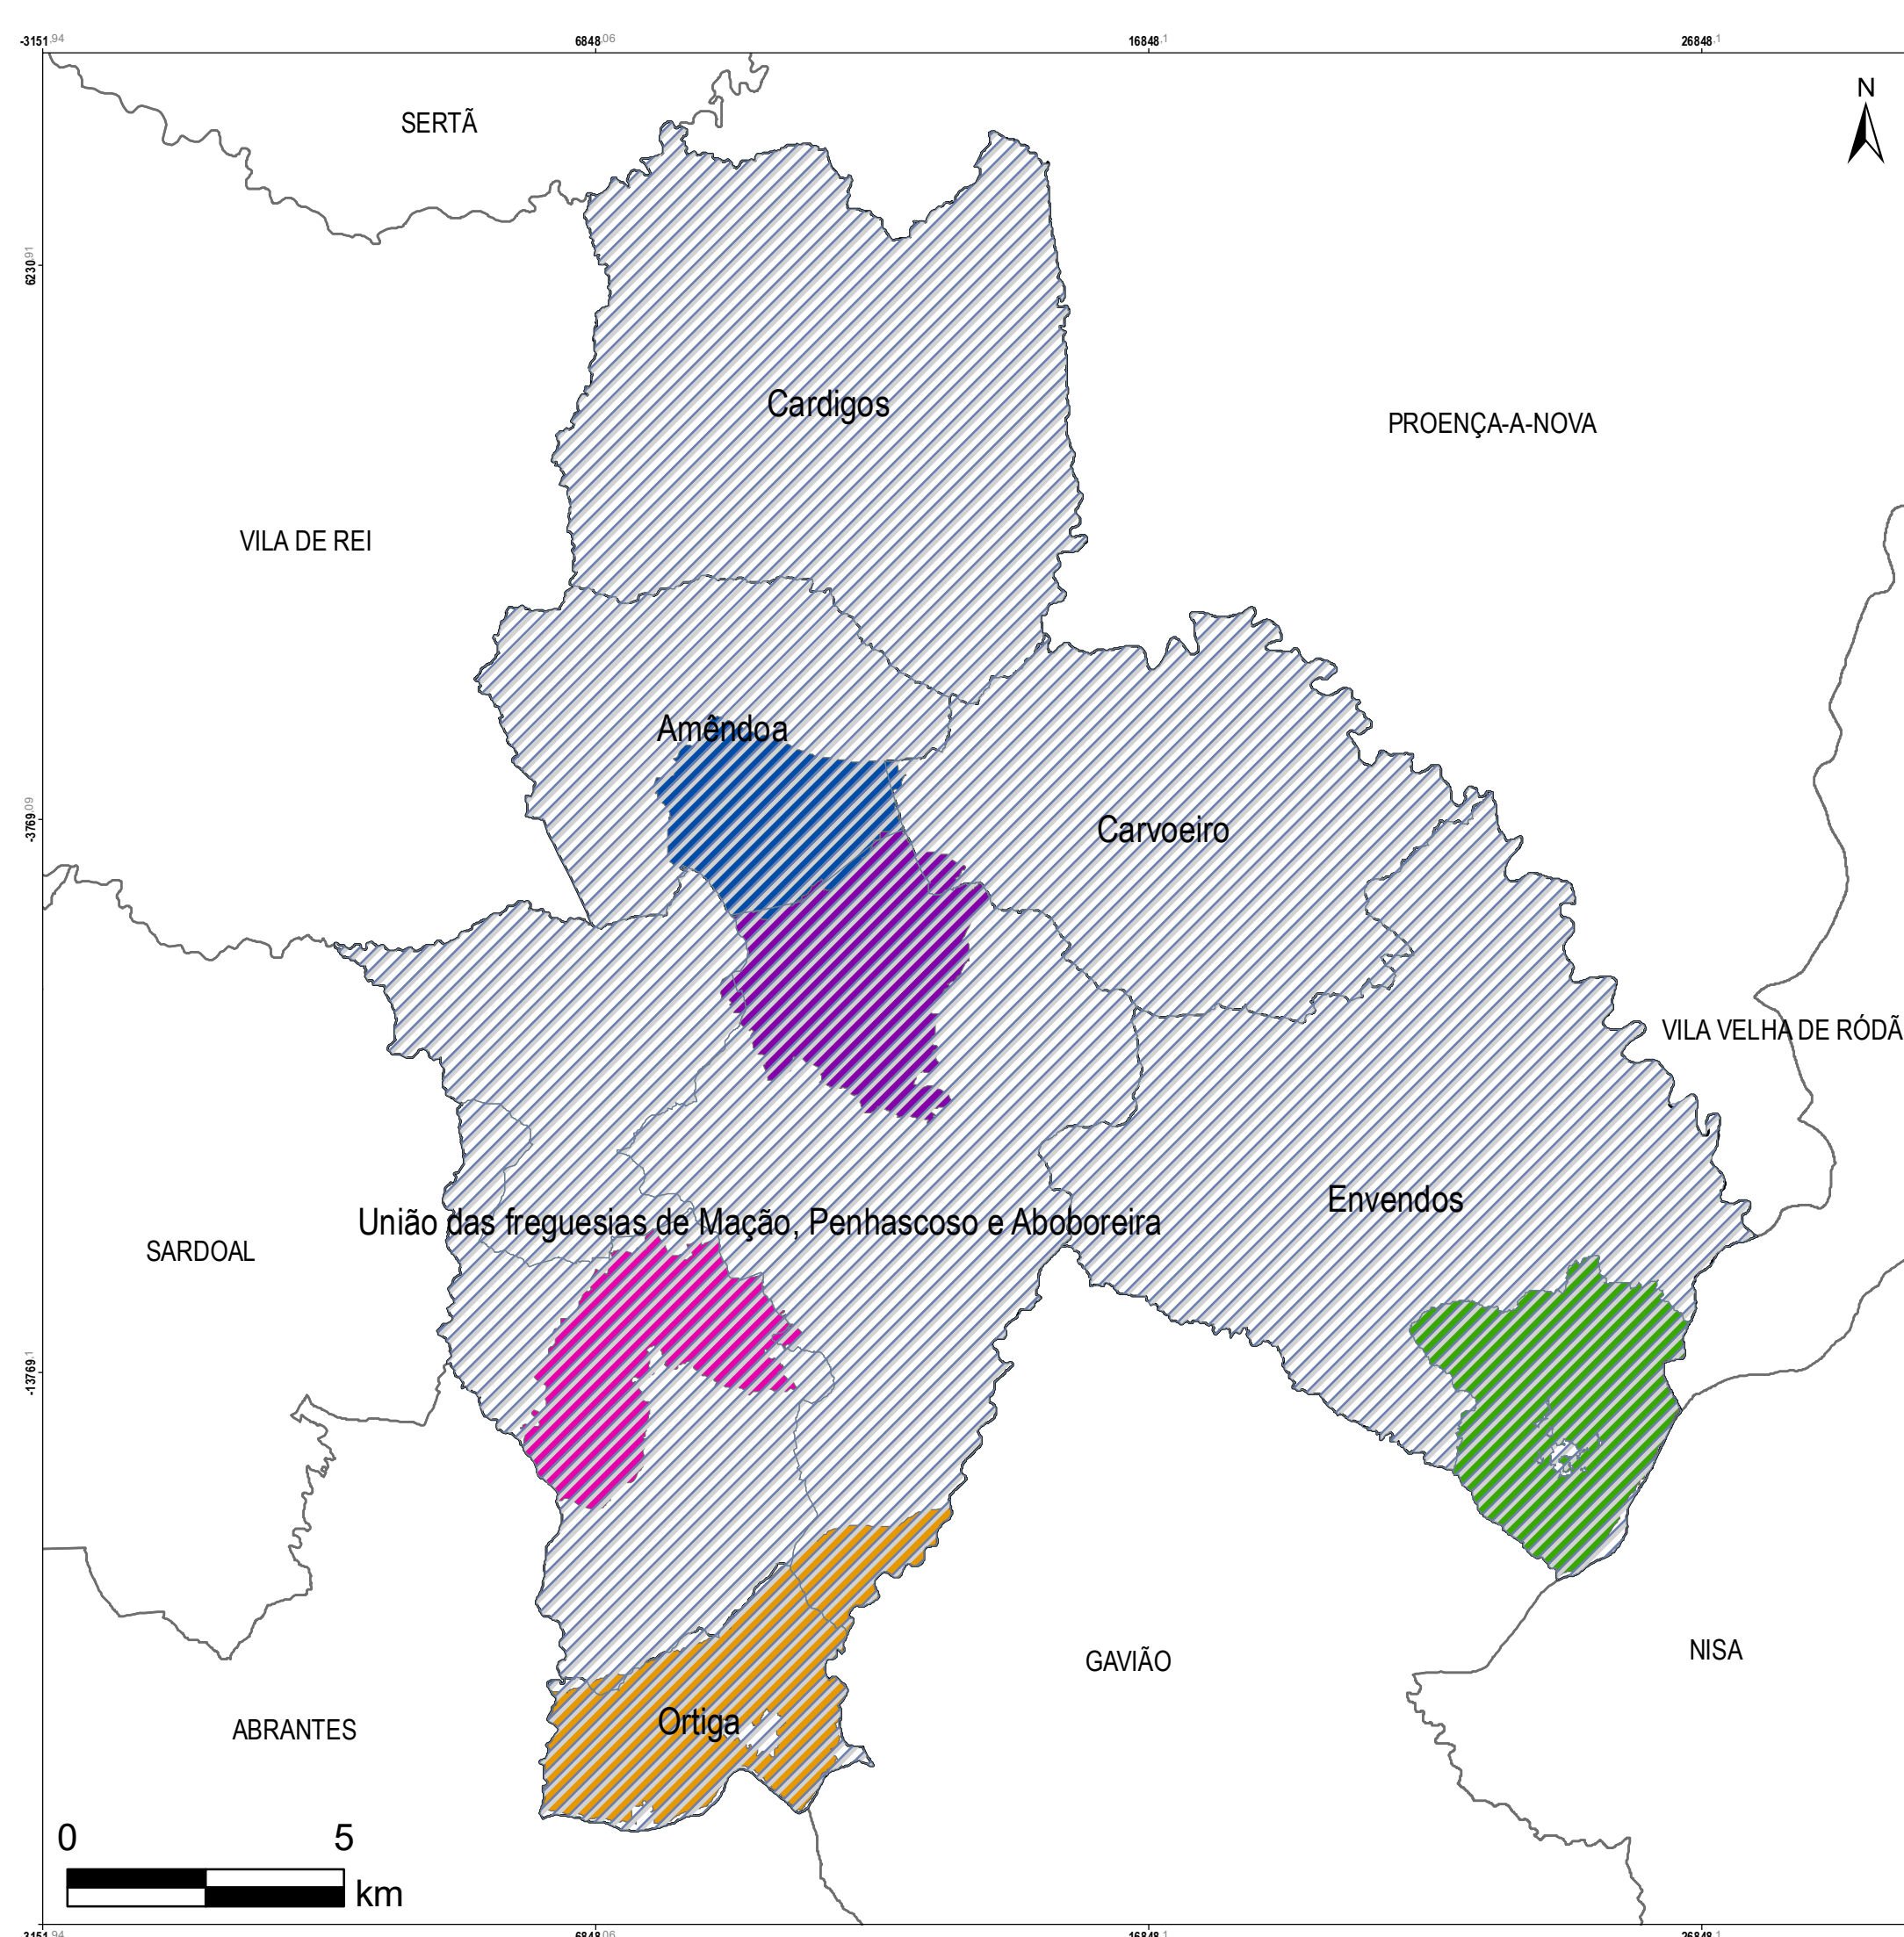 -3151,94 6848,06 16848,1 26848,1
N
SERTÃ
6230,91
Cardigos
PROENÇA-A-NOVA
VILA DE REI
Amêndoa
-3769,09
Carvoeiro
VILA VELHA DE RÓDÃ
Envendos
União das freguesias de Mação, Penhascoso e Aboboreira
SARDOAL
-13769,1
NISA
GAVIÃO
Ortiga
ABRANTES
0 5
km
-3151,94 6848,06 16848,1 26848,1